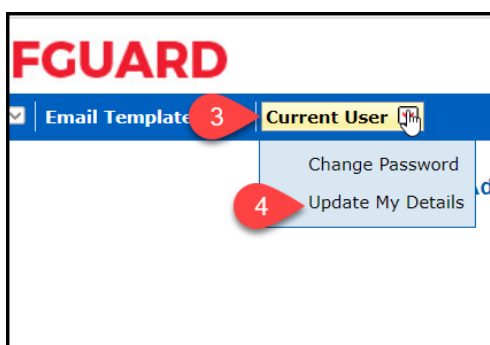 FGUARD
Email Template 3 Current User
Change Password
4 Update My Details